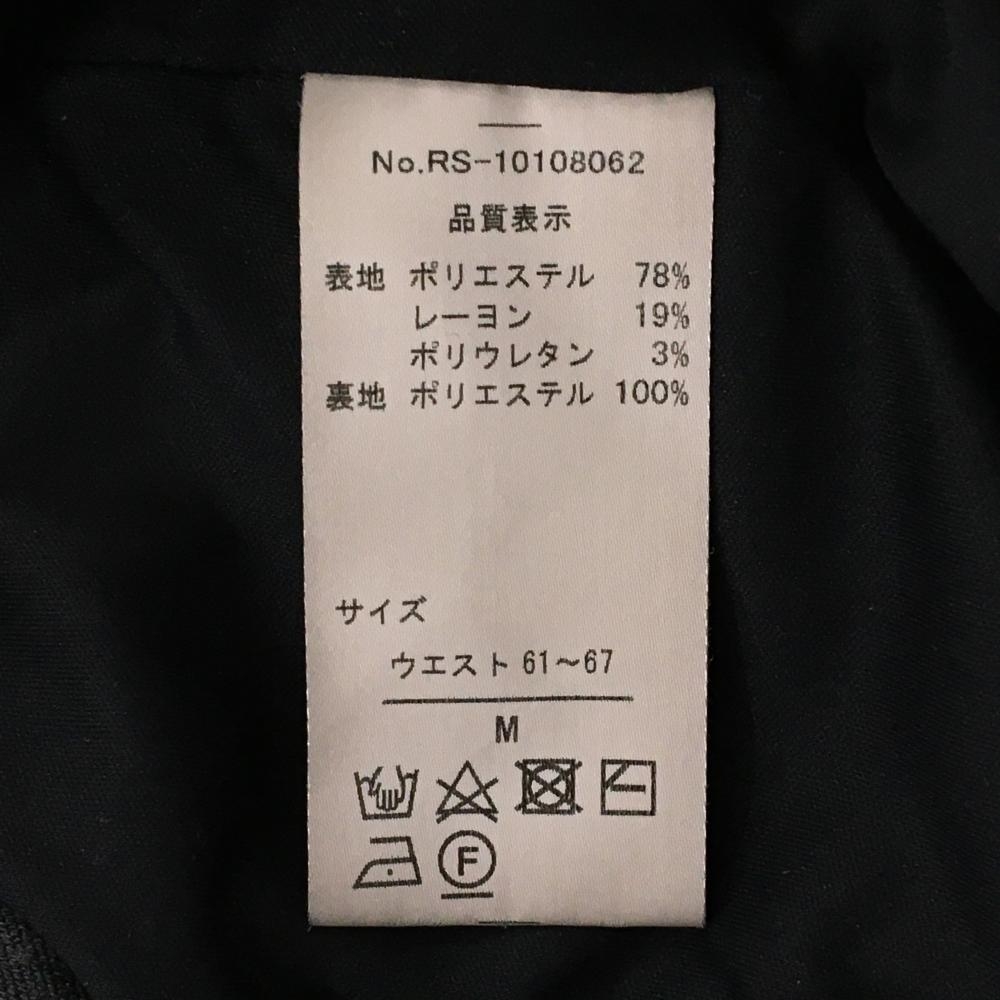 No.RS-10108062
品質表示
表地 ポリエステル 78%
レーヨン 19%
ポリウレタン 3%
裏地 ポリエステル 100%
サイズ
ウエスト 61〜67
M
F